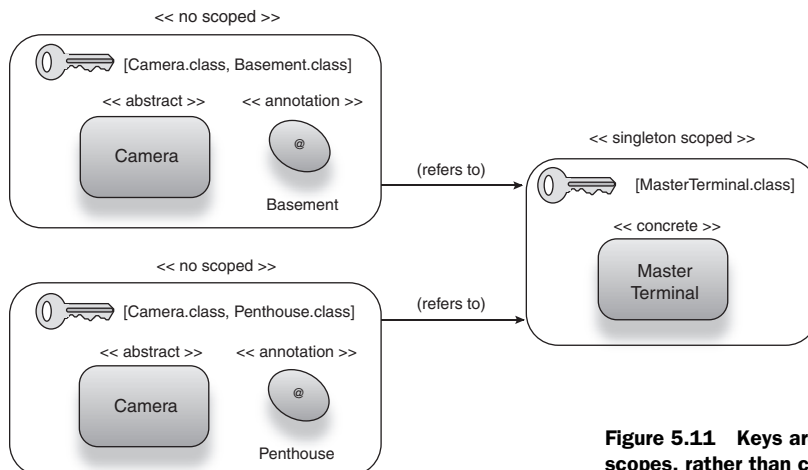 << no scoped >>
[Camera.class, Basement.class]
<< abstract >> << annotation >>
Camera
@
Basement
(refers to)
<< singleton scoped >>
[MasterTerminal.class]
<< concrete >>
Master
Terminal
<< no scoped >>
[Camera.class, Penthouse.class]
<< abstract >> << annotation >>
Camera
@
Penthouse
(refers to)
Figure 5.11 Keys ar
scopes, rather than c